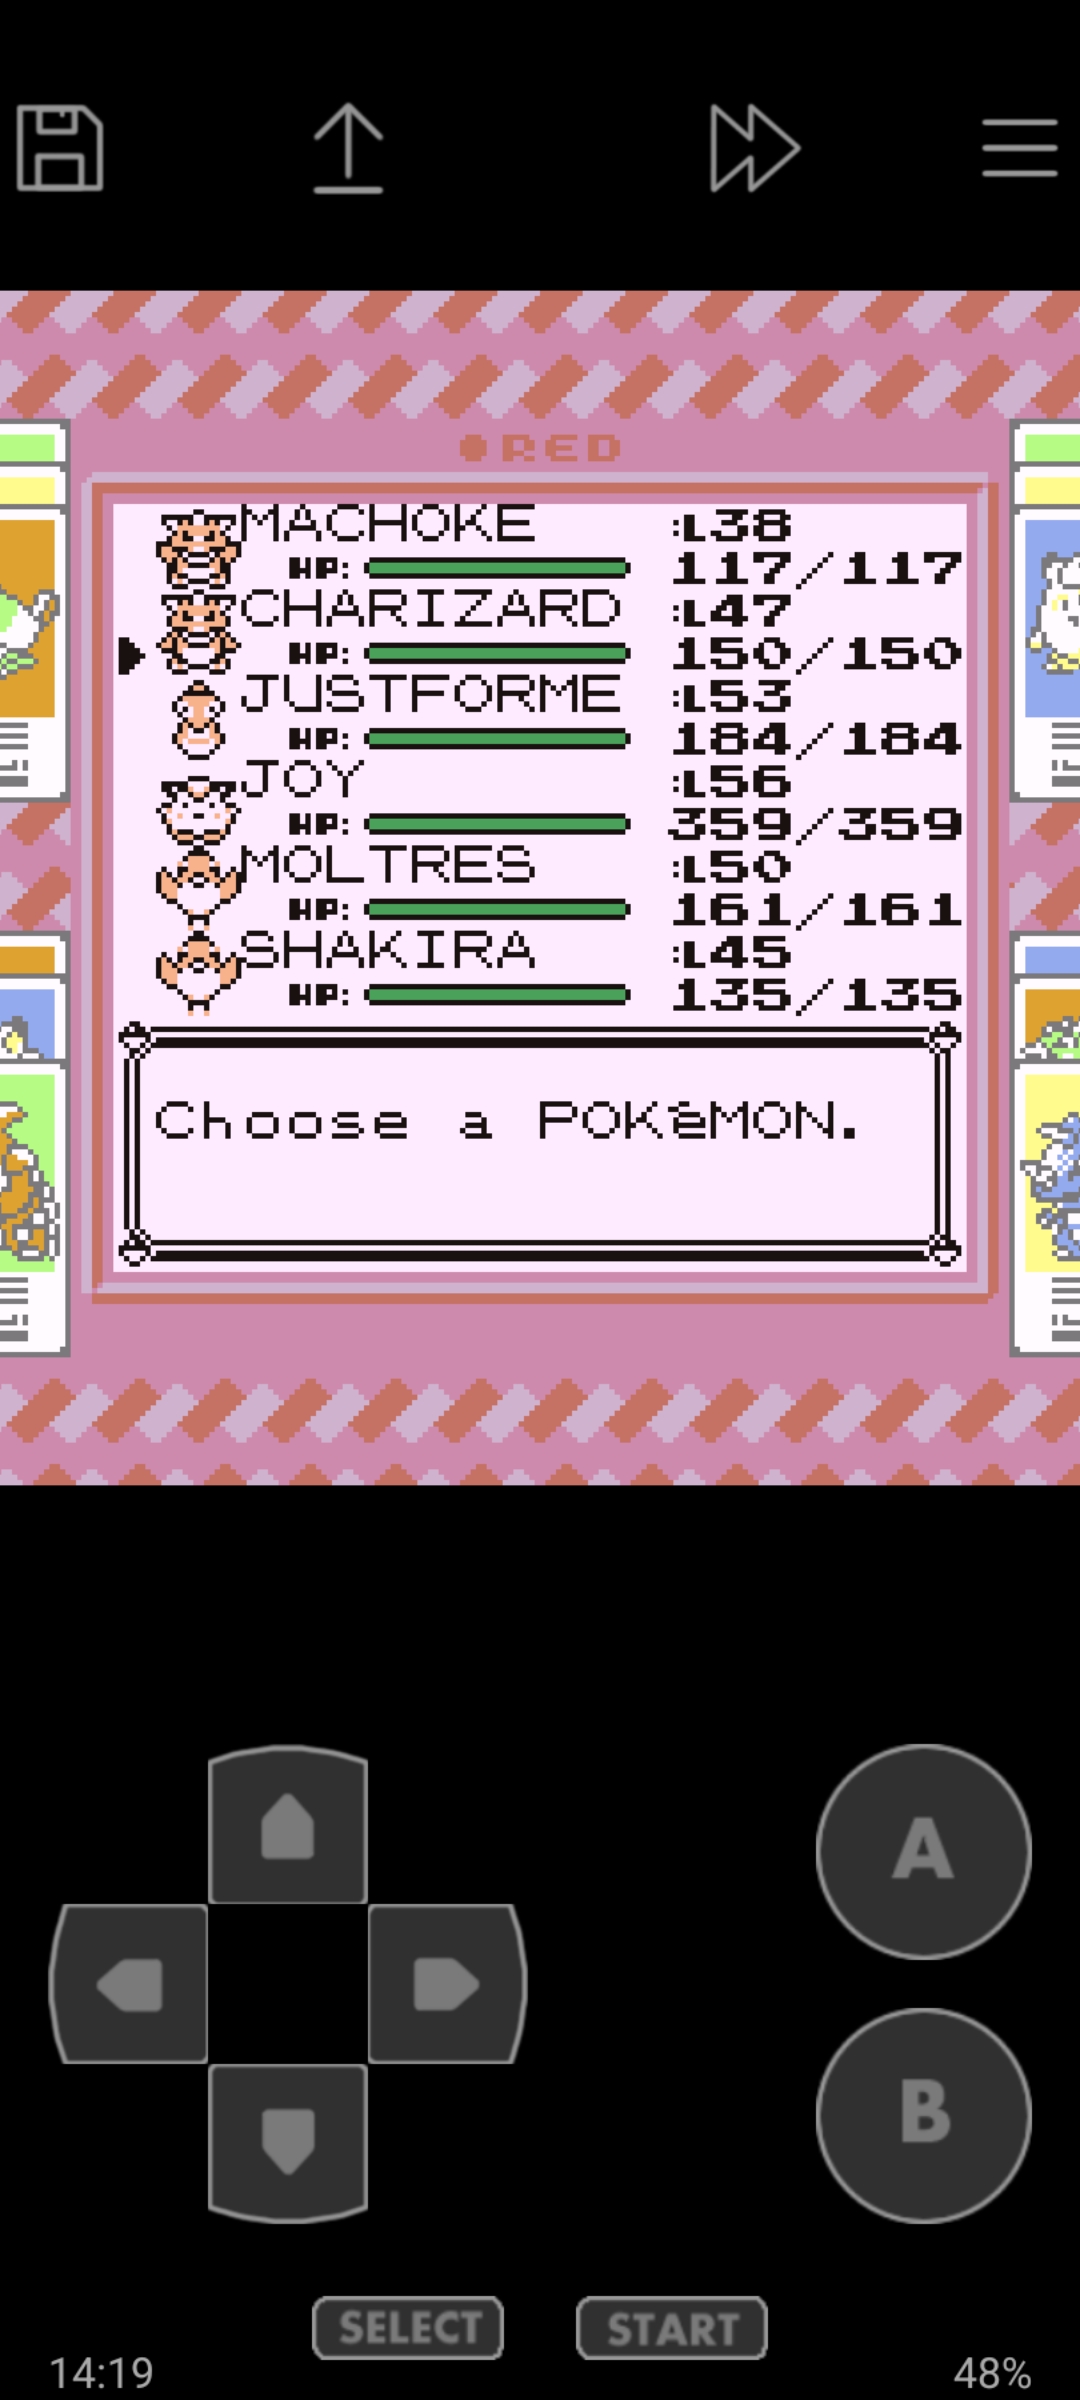 RED
MACHOKE :L38
HP: 117/117
CHARIZARD :L47
HP: 150/150
JUSTFORME :L53
HP: 184/184
JOY :L56
HP: 359/359
MOLTRES :L50
HP: 161/161
SHAKIRA :L45
HP: 135/135
Choose a POKéMON.
A
B
SELECT START
14:19 48%